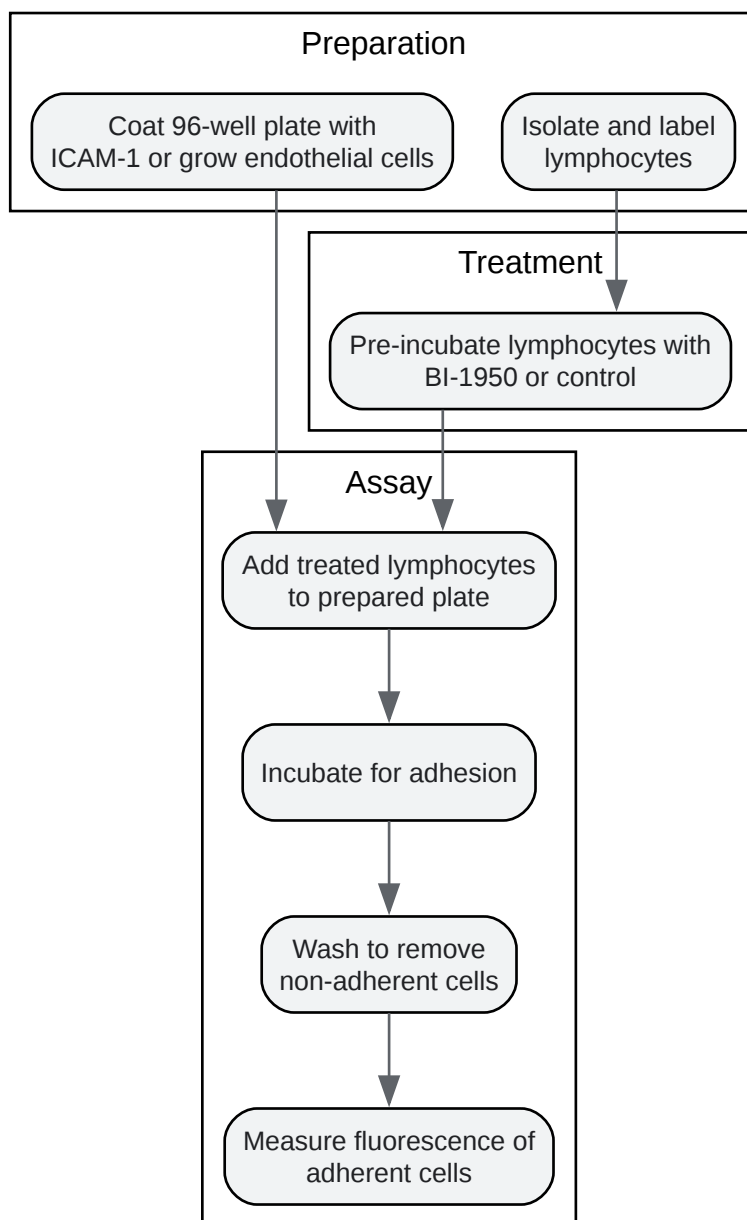 Preparation
Coat 96-well plate with
ICAM-1 or grow endothelial cells
Isolate and label
lymphocytes
Treatment
Pre-incubate lymphocytes with
BI-1950 or control
Assay
Add treated lymphocytes
to prepared plate
Incubate for adhesion
Wash to remove
non-adherent cells
Measure fluorescence of
adherent cells